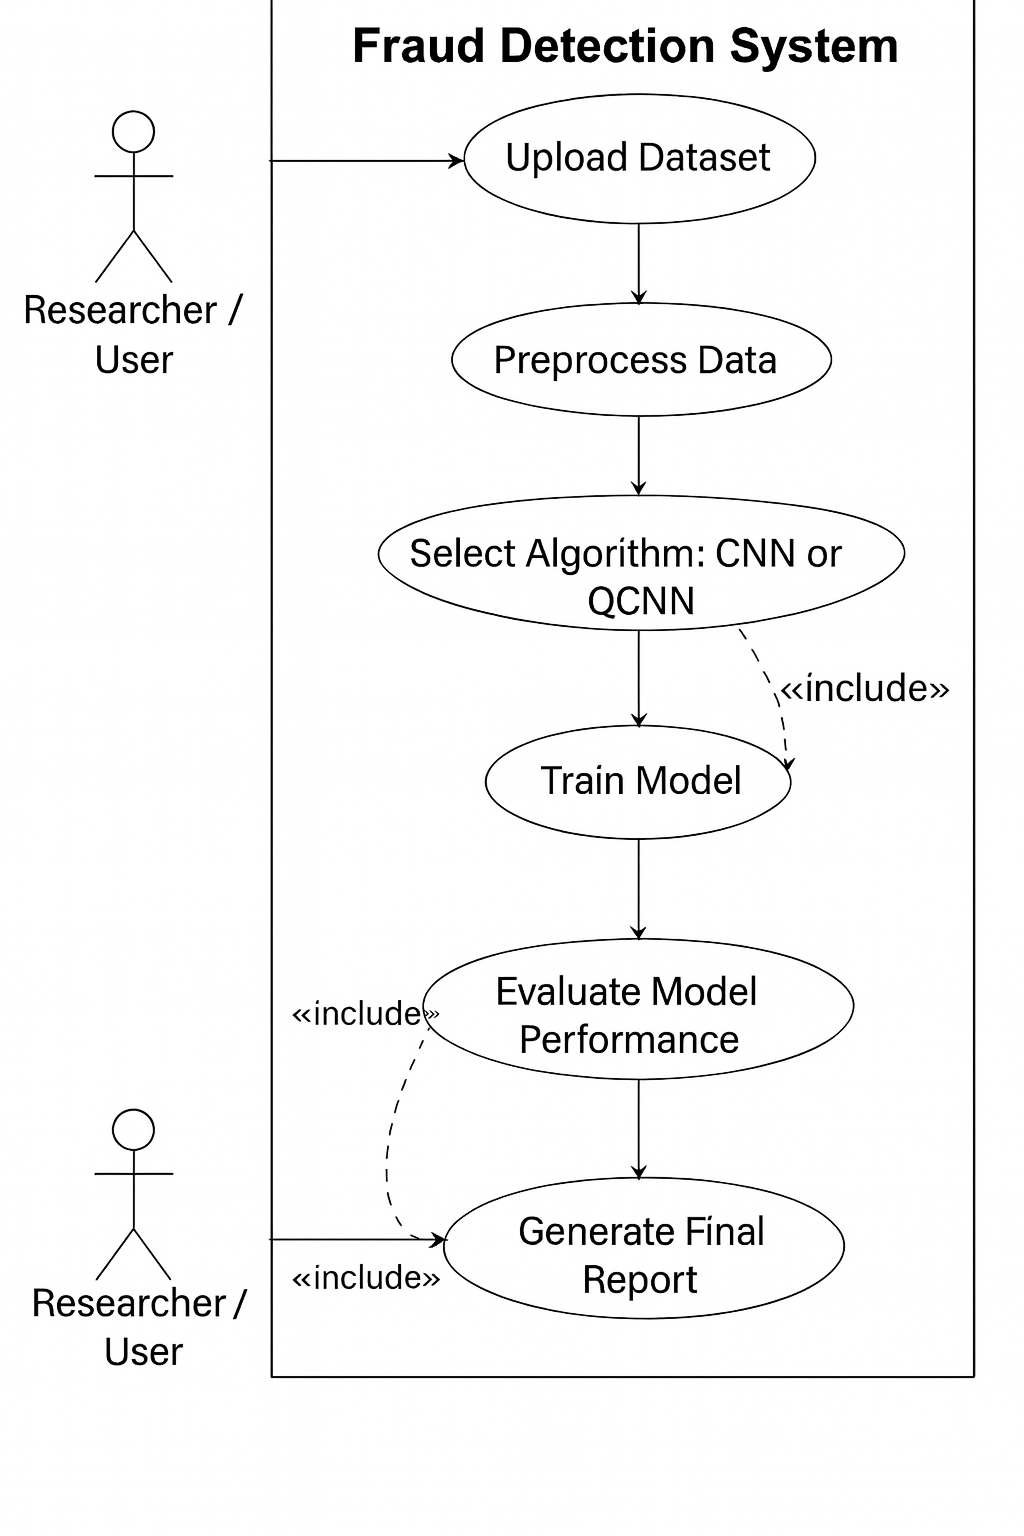 Fraud Detection System
Upload Dataset
Researcher /
User
Preprocess Data
Select Algorithm: CNN or
QCNN
«include»
Train Model
Evaluate Model
Performance
«include»
Generate Final
Report
«include»
Researcher /
User